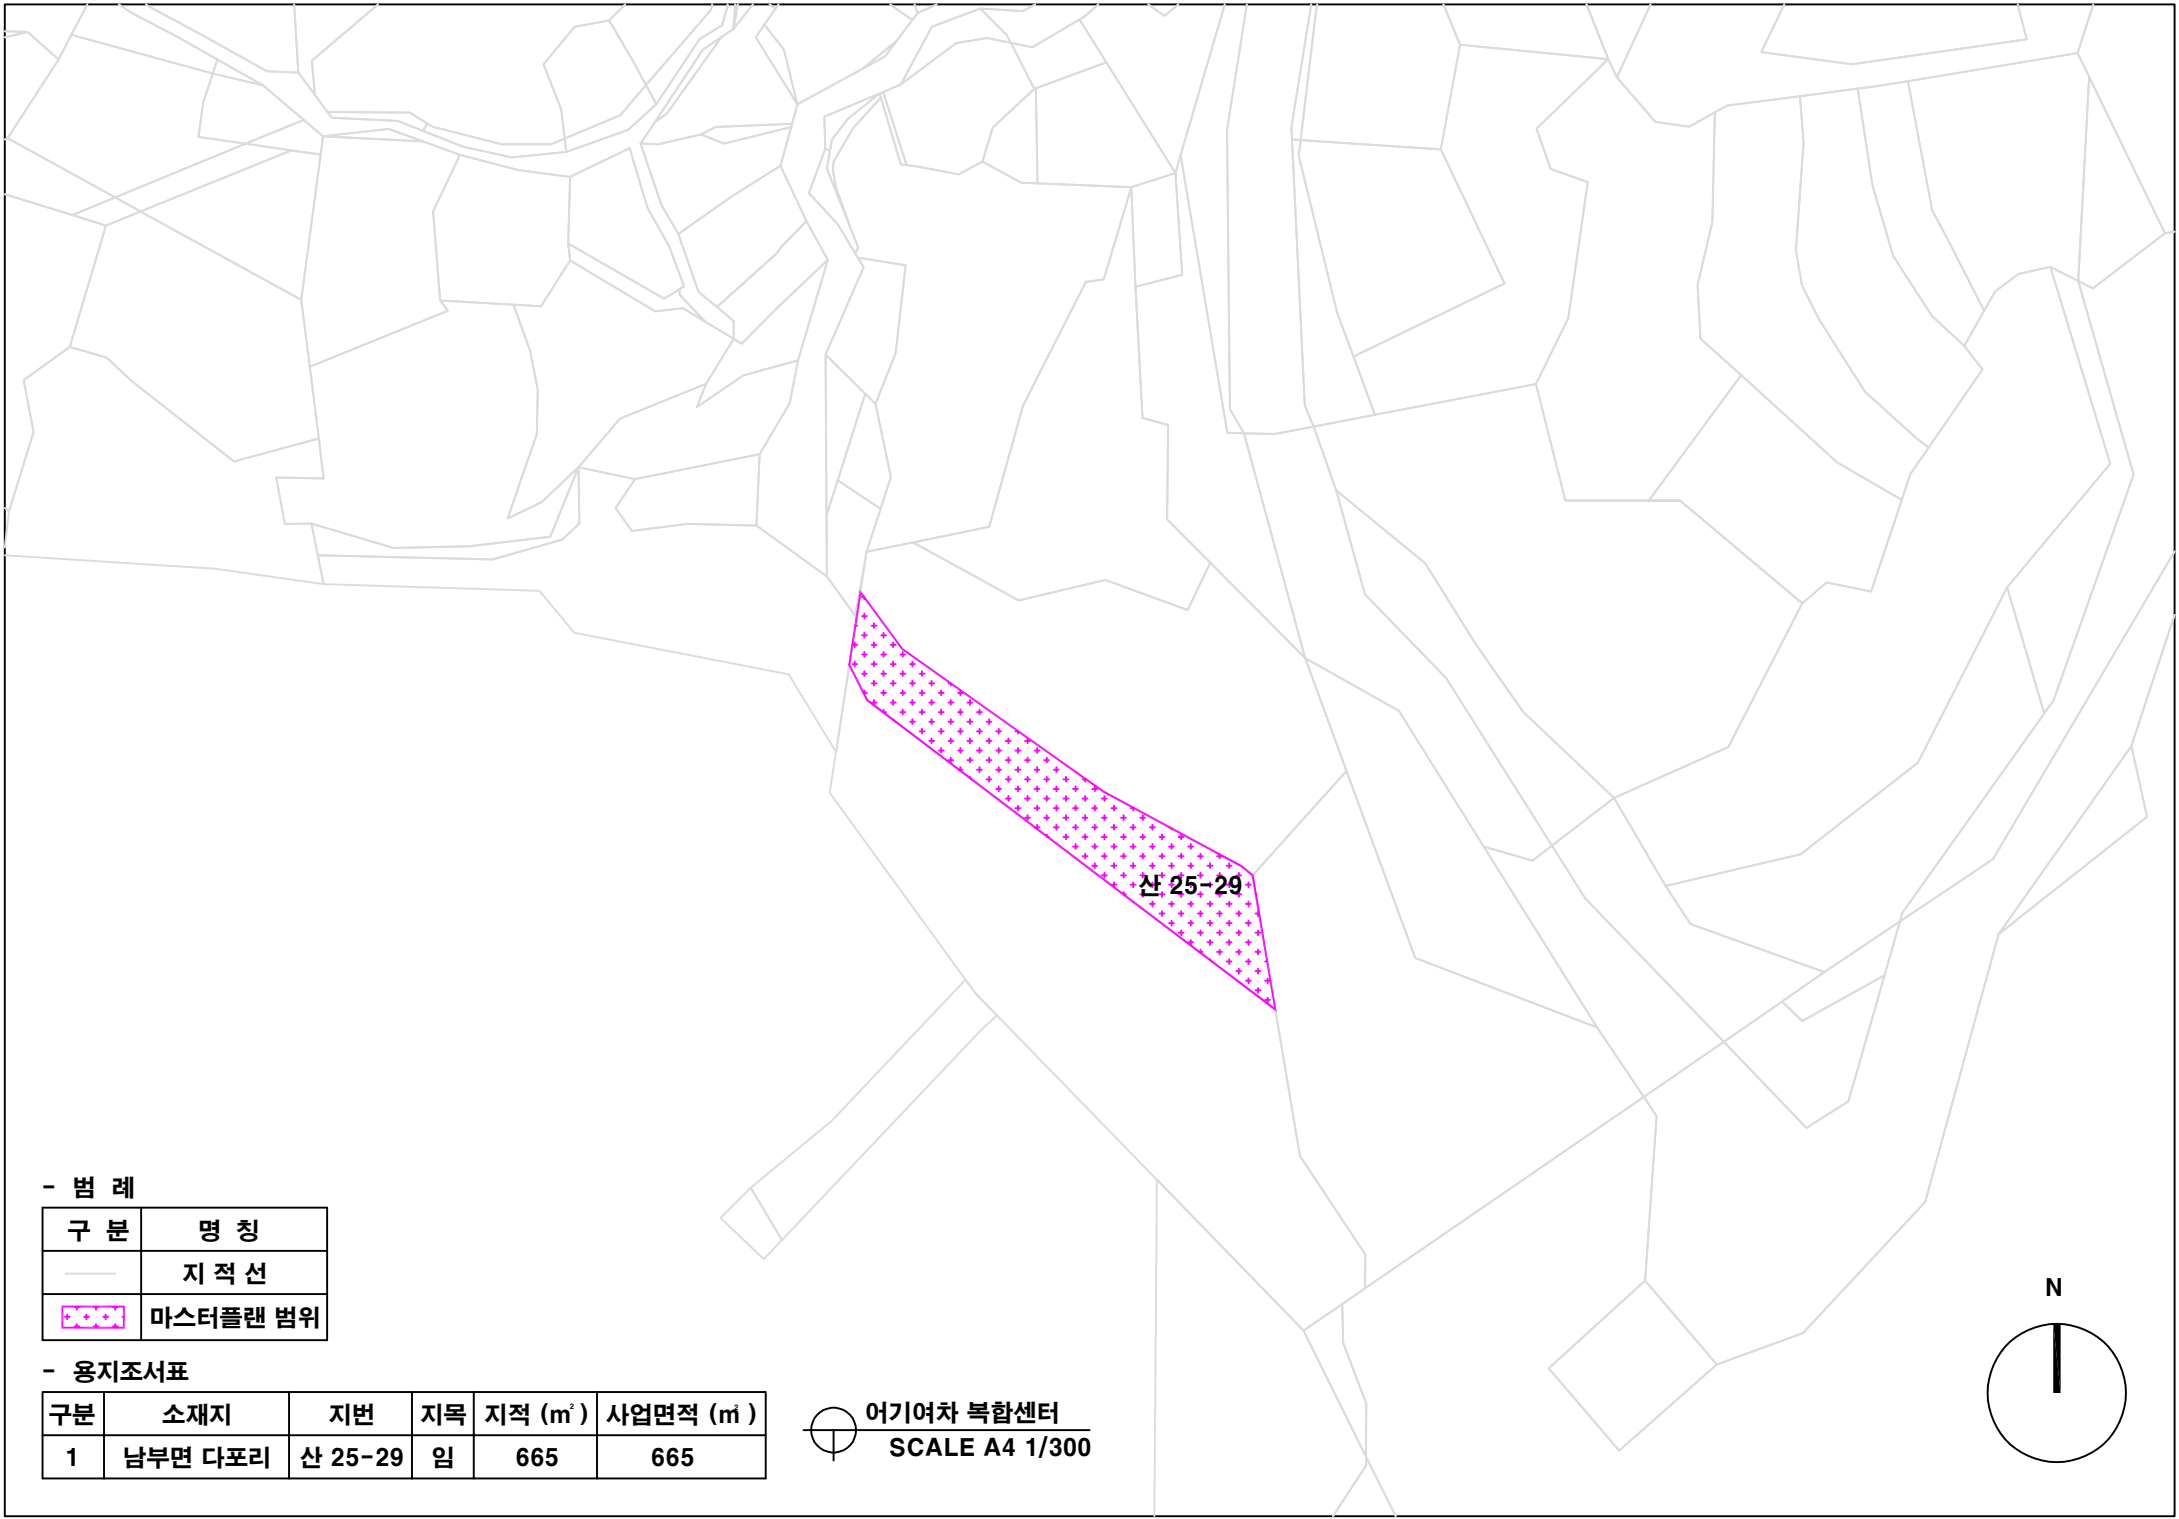 산 25-29
- 범 례
구 분 명 칭
지 적 선
마스터플랜 범위
N
- 용지조서표
구분 소재지 지번 지목 지적 (㎡) 사업면적 (㎡)
1 남부면 다포리 산 25-29 임 665 665
어기여차 복합센터
SCALE A4 1/300